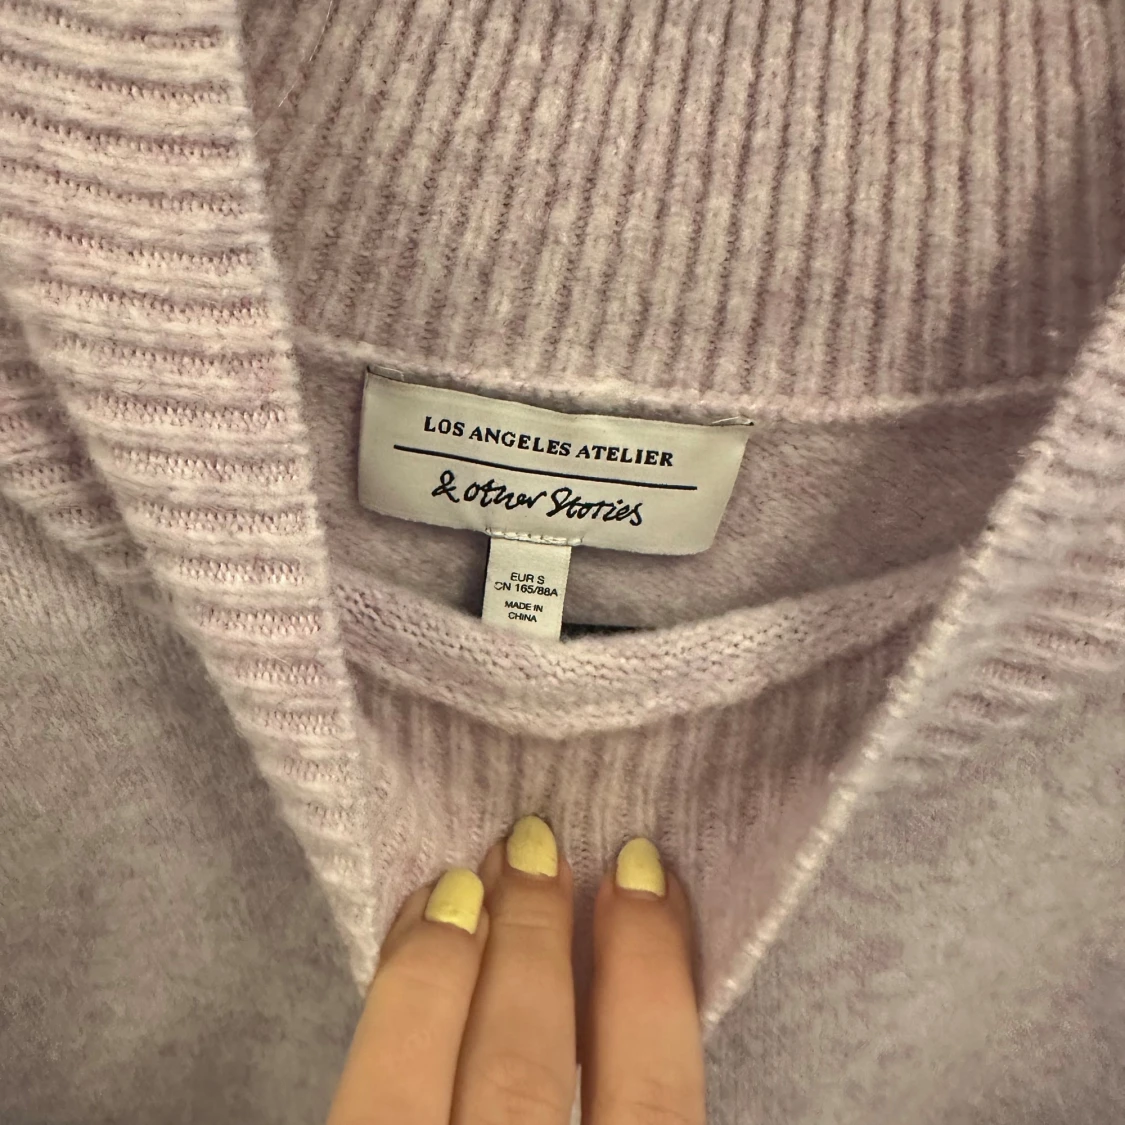 LOS ANGELES ATELIER
& other Stories
EUR S
CN 165/88A
MADE IN
CHINA